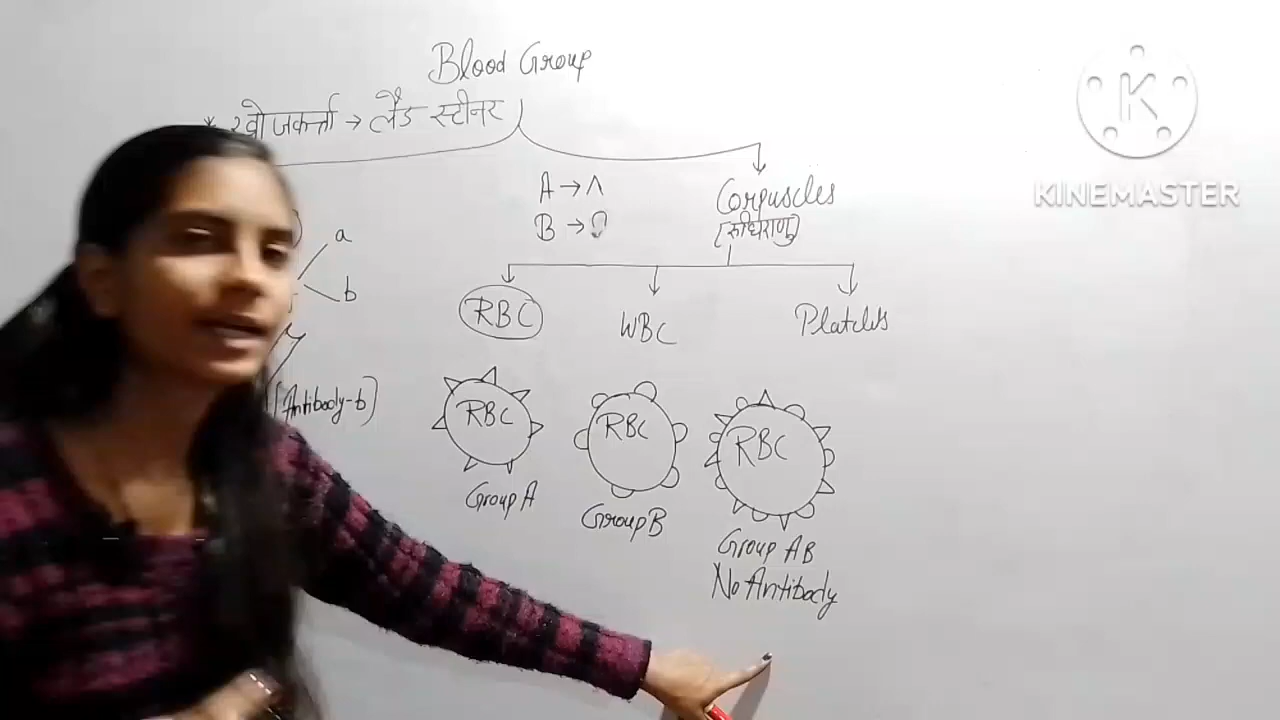 Blood Group
* खोजकर्त्ता → लैंड स्टीनर
A → ʌ
B →
Corpuscles
(रुधिराणु)
a
b
RBC
WBC
Platelets
(Antibody-b)
RBC
RBC
RBC
Group A
Group B
Group AB
No Antibody
K
KINEMASTER